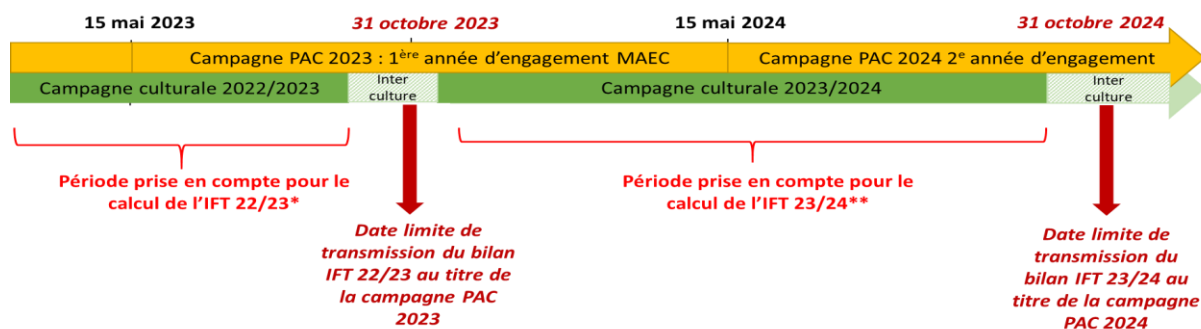 15 mai 2023
31 octobre 2023
15 mai 2024
31 octobre 2024
Campagne PAC 2023 : 1ère année d’engagement MAEC
Campagne PAC 2024 2e année d’engagement
Campagne culturale 2022/2023
Inter
culture
Campagne culturale 2023/2024
Inter
culture
Période prise en compte pour le
calcul de l’IFT 22/23*
Période prise en compte pour le
calcul de l’IFT 23/24**
Date limite de
transmission du bilan
IFT 22/23 au titre de
la campagne PAC
2023
Date limite de
transmission du
bilan IFT 23/24 au
titre de la campagne
PAC 2024